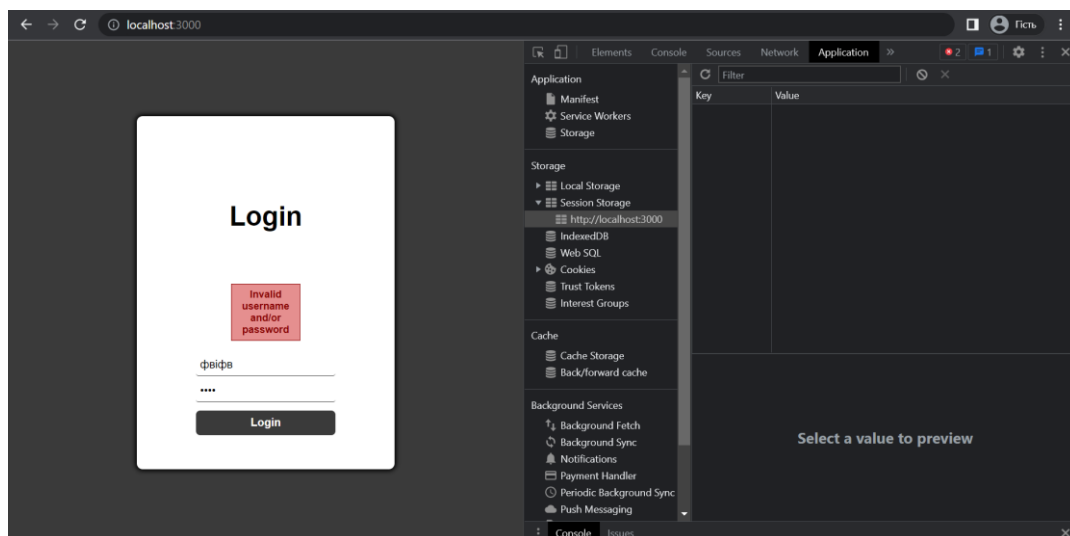 localhost:3000
Гість
Login
Invalid
username
and/or
password
фвіфв
••••
Login
Elements Console Sources Network Application » 2 1
Application
Manifest
Service Workers
Storage
Storage
Local Storage
Session Storage
http://localhost:3000
IndexedDB
Web SQL
Cookies
Trust Tokens
Interest Groups
Cache
Cache Storage
Back/forward cache
Background Services
Background Fetch
Background Sync
Notifications
Payment Handler
Periodic Background Sync
Push Messaging
Filter
Key Value
Select a value to preview
Console Issues